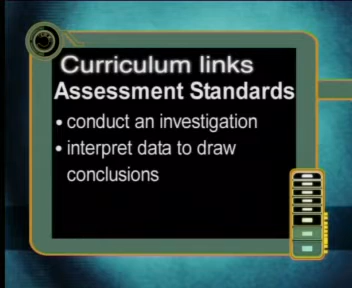 Curriculum links
Assessment Standards
• conduct an investigation
• interpret data to draw
conclusions